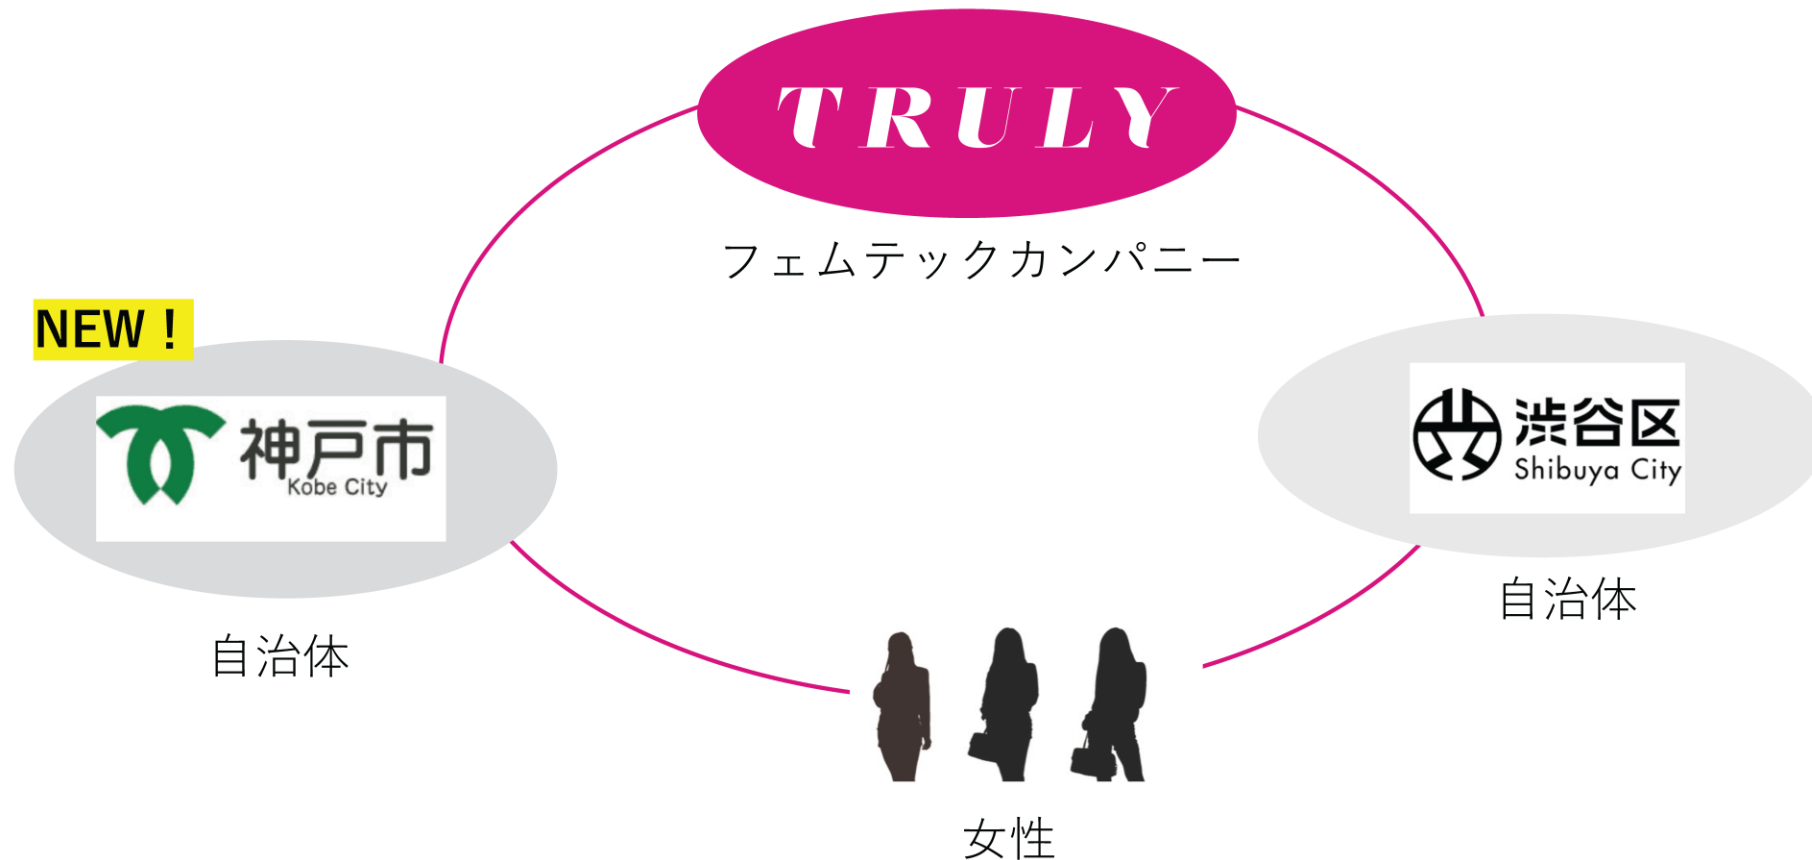 TRULY
フェムテックカンパニー
NEW！
神戸市
Kobe City
自治体
渋谷区
Shibuya City
自治体
女性